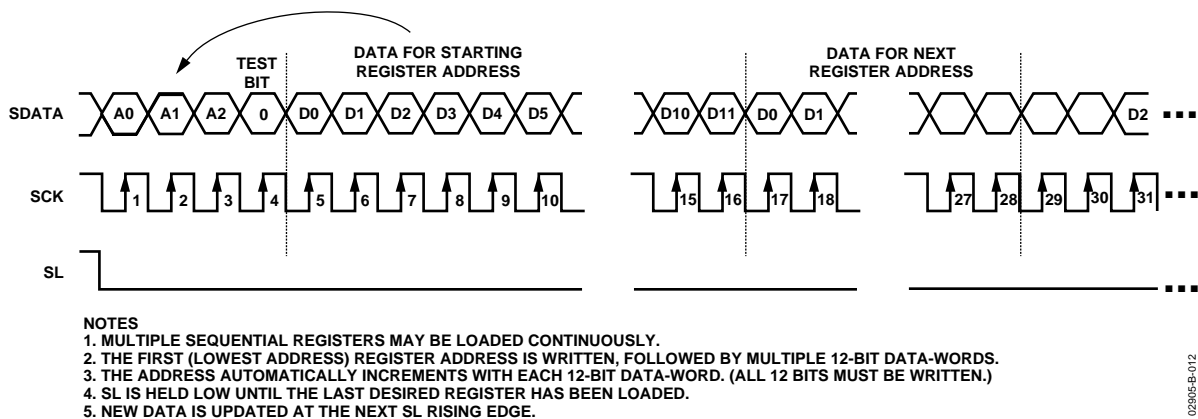 DATA FOR STARTING
REGISTER ADDRESS
DATA FOR NEXT
REGISTER ADDRESS
TEST
BIT
SDATA A0 A1 A2 0 D0 D1 D2 D3 D4 D5 D10 D11 D0 D1 D2
SCK 1 2 3 4 5 6 7 8 9 10 15 16 17 18 27 28 29 30 31
SL
NOTES
1. MULTIPLE SEQUENTIAL REGISTERS MAY BE LOADED CONTINUOUSLY.
2. THE FIRST (LOWEST ADDRESS) REGISTER ADDRESS IS WRITTEN, FOLLOWED BY MULTIPLE 12-BIT DATA-WORDS.
3. THE ADDRESS AUTOMATICALLY INCREMENTS WITH EACH 12-BIT DATA-WORD. (ALL 12 BITS MUST BE WRITTEN.)
4. SL IS HELD LOW UNTIL THE LAST DESIRED REGISTER HAS BEEN LOADED.
5. NEW DATA IS UPDATED AT THE NEXT SL RISING EDGE.
02905-B-012